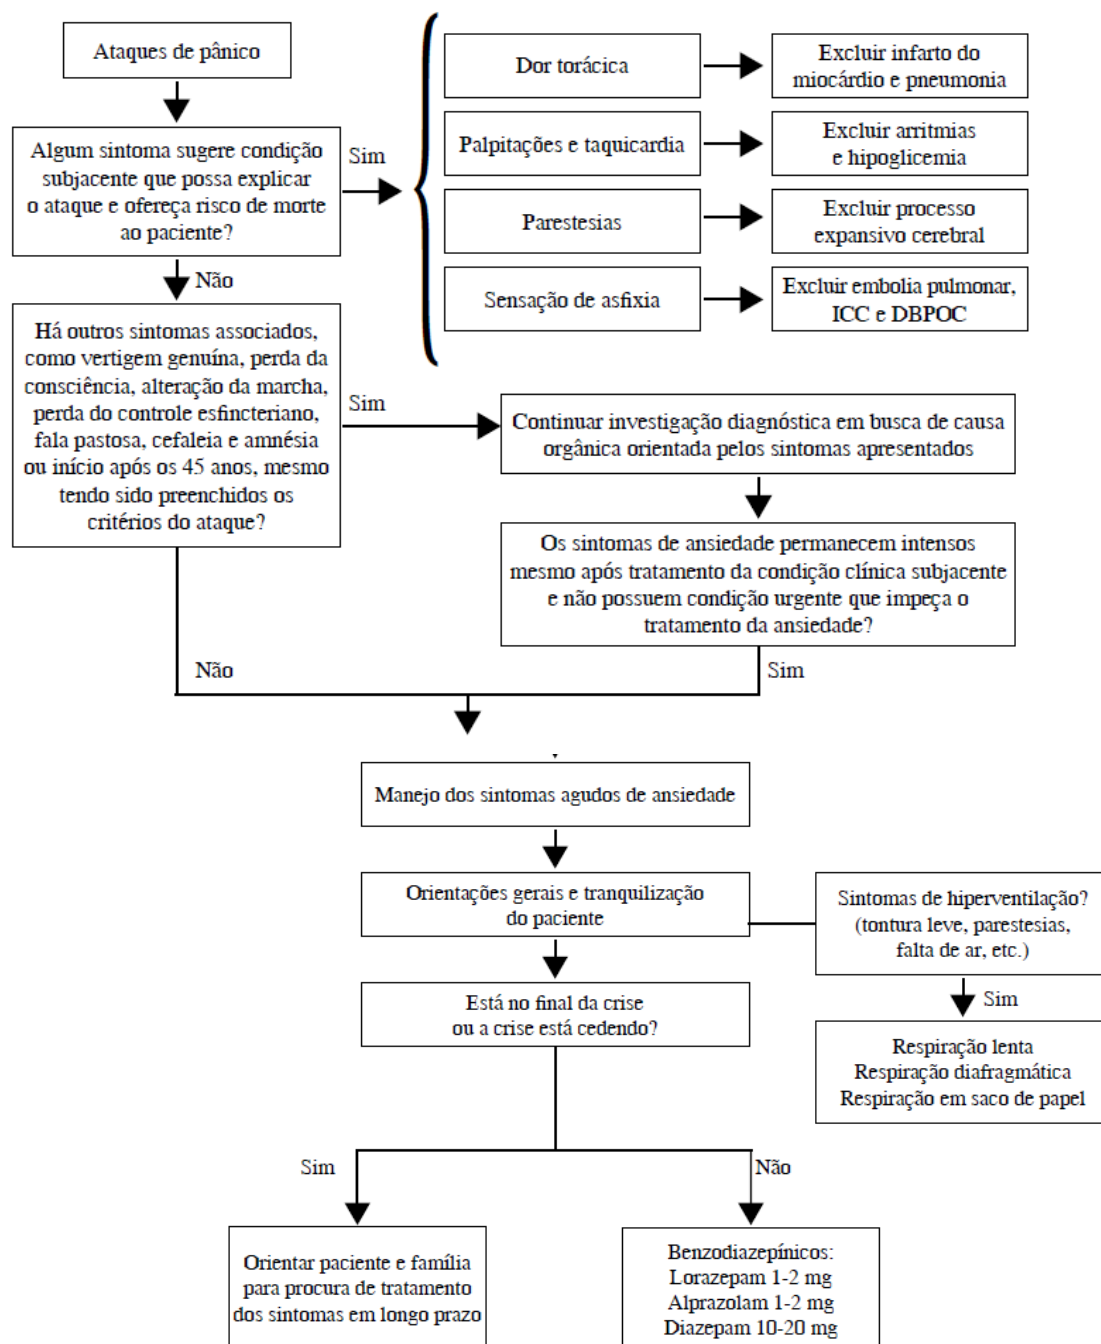 Ataques de pânico
Algum sintoma sugere condição
subjacente que possa explicar
o ataque e ofereça risco de morte
ao paciente?
Sim
Dor torácica
Excluir infarto do
miocárdio e pneumonia
Palpitações e taquicardia
Excluir arritmias
e hipoglicemia
Parestesias
Excluir processo
expansivo cerebral
Sensação de asfixia
Excluir embolia pulmonar,
ICC e DBPOC
Não
Há outros sintomas associados,
como vertigem genuína, perda da
consciência, alteração da marcha,
perda do controle esfincteriano,
fala pastosa, cefaleia e amnésia
ou início após os 45 anos, mesmo
tendo sido preenchidos os
critérios do ataque?
Sim
Continuar investigação diagnóstica em busca de causa
orgânica orientada pelos sintomas apresentados
Os sintomas de ansiedade permanecem intensos
mesmo após tratamento da condição clínica subjacente
e não possuem condição urgente que impeça o
tratamento da ansiedade?
Não
Sim
Manejo dos sintomas agudos de ansiedade
Orientações gerais e tranquilização
do paciente
Sintomas de hiperventilação?
(tontura leve, parestesias,
falta de ar, etc.)
Sim
Respiração lenta
Respiração diafragmática
Respiração em saco de papel
Está no final da crise
ou a crise está cedendo?
Sim
Não
Orientar paciente e família
para procura de tratamento
dos sintomas em longo prazo
Benzodiazepínicos:
Lorazepam 1-2 mg
Alprazolam 1-2 mg
Diazepam 10-20 mg